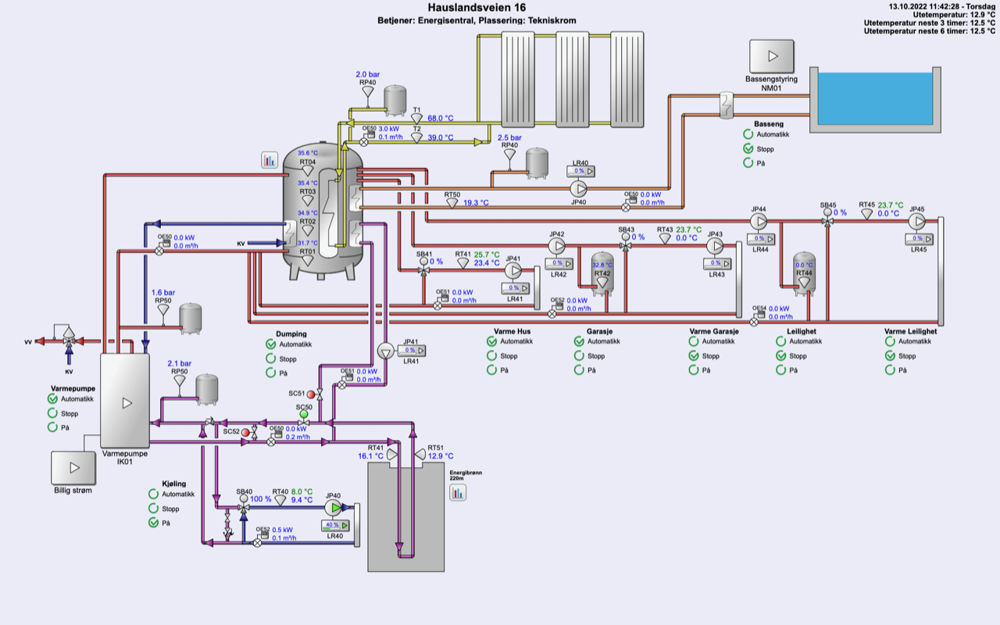 Hauslandsveien 16
Betjener: Energisentral, Plassering: Tekniskrom
13.10.2022 11:42:28 - Torsdag
Utetemperatur: 12.9 °C
Utetemperatur neste 3 timer: 12.5 °C
Utetemperatur neste 6 timer: 12.5 °C
Bassengstyring
NM01
2.0 bar
RP40
T1
68.0 °C
OE50 3.0 kW
0.1 m³/h
T2
39.0 °C
Basseng
Automatikk
Stopp
På
2.5 bar
RP40
35.6 °C
RT04
35.4 °C
RT03
34.9 °C
RT02
31.7 °C
RT01
LR40
0 %
JP40
RT50
19.3 °C
OE50 0.0 kW
0.0 m³/h
JP44
0 %
LR44
SB45
0 %
RT45 23.7 °C
0.0 °C
JP45
0 %
LR45
OE50 0.0 kW
0.0 m³/h
KV
JP42
0 %
LR42
SB43
0 %
RT43 23.7 °C
0.0 °C
JP43
0 %
LR43
SB41
0 %
RT41 25.7 °C
23.4 °C
JP41
0 %
LR41
32.8 °C
RT42
0.0 °C
RT44
OE51 0.0 kW
0.0 m³/h
OE52 0.0 kW
0.0 m³/h
OE54 0.0 kW
0.0 m³/h
1.6 bar
RP50
VV
KV
Dumping
Automatikk
Stopp
På
Varme Hus
Automatikk
Stopp
På
Garasje
Automatikk
Stopp
På
Varme Garasje
Automatikk
Stopp
På
Leilighet
Automatikk
Stopp
På
Varme Leilighet
Automatikk
Stopp
På
JP41
0 %
LR41
2.1 bar
RP50
OE51 0.0 kW
0.0 m³/h
Varmepumpe
Automatikk
Stopp
På
SC51
SC50
SC52
OE50 0.0 kW
0.2 m³/h
Varmepumpe
IK01
Billig strøm
RT41
16.1 °C
RT51
12.9 °C
Energibrønn
220m
Kjøling
Automatikk
Stopp
På
SB40
100 %
RT40 8.0 °C
9.4 °C
JP40
40 %
LR40
OE52 0.5 kW
0.1 m³/h